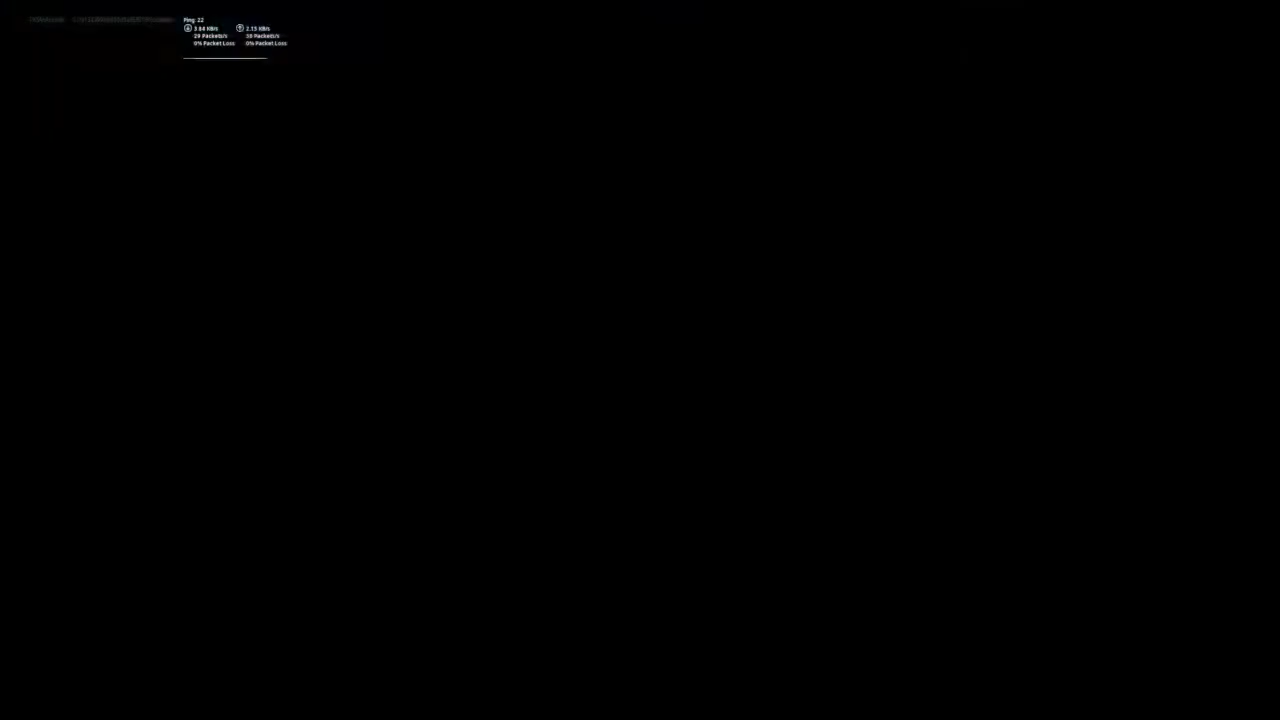 Ping: 22
3.84 KB/s 2.13 KB/s
29 Packets/s 30 Packets/s
0% Packet Loss 0% Packet Loss